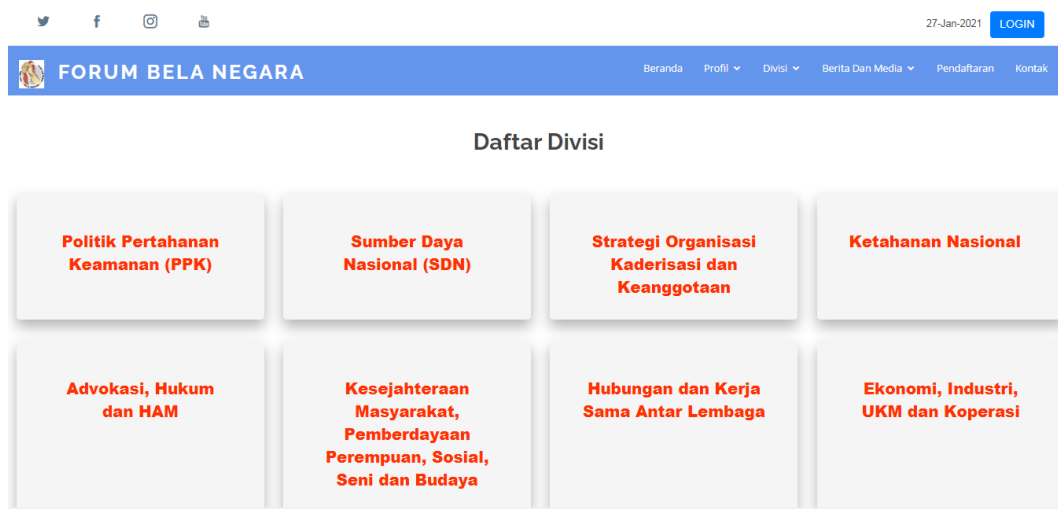 27-Jan-2021 LOGIN
FORUM BELA NEGARA
Beranda Profil Divisi Berita Dan Media Pendaftaran Kontak
Daftar Divisi
Politik Pertahanan
Keamanan (PPK)
Sumber Daya
Nasional (SDN)
Strategi Organisasi
Kaderisasi dan
Keanggotaan
Ketahanan Nasional
Advokasi, Hukum
dan HAM
Kesejahteraan
Masyarakat,
Pemberdayaan
Perempuan, Sosial,
Seni dan Budaya
Hubungan dan Kerja
Sama Antar Lembaga
Ekonomi, Industri,
UKM dan Koperasi